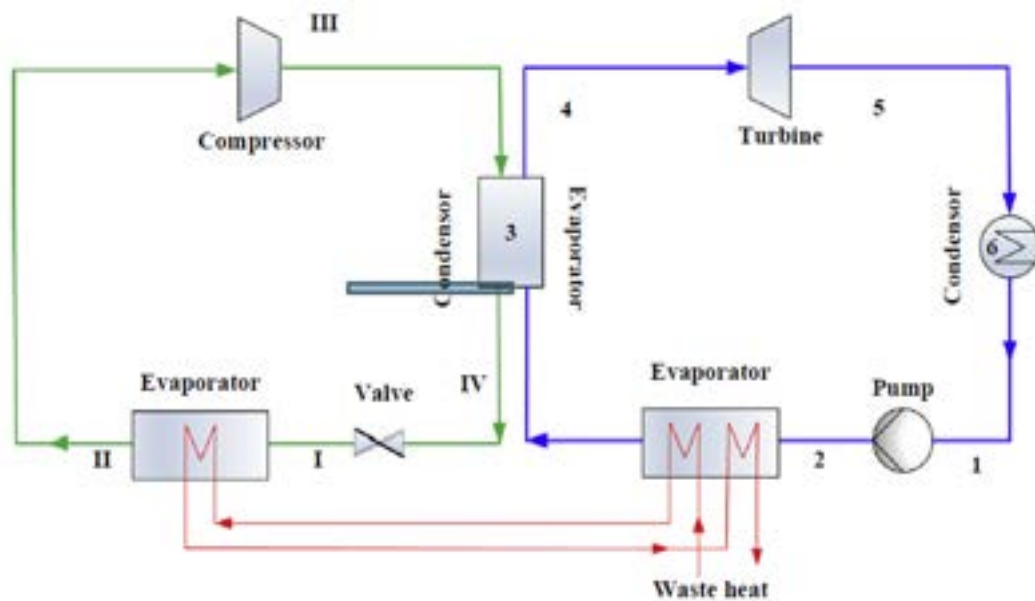 III
Compressor
4
Turbine
5
Condensor
3
Evaporator
6
Condensor
Evaporator
Valve
IV
Evaporator
Pump
II
I
2
1
Waste heat